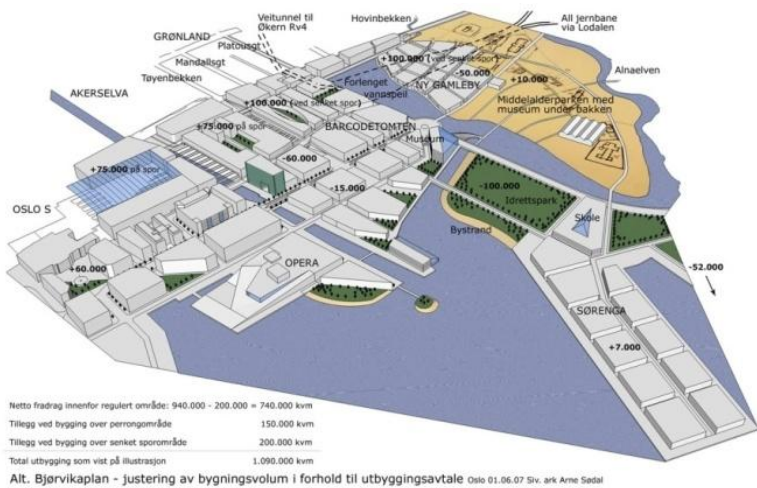 Veitunnel til
Økern Rv4
Hovinbekken
All jernbane
via Lodalen
GRØNLAND
Platousgt
Mandallsgt
Tøyenbekken
AKERSELVA
+100.000 (ved senket spor)
-50.000
NY GAMLEBY
+10.000
Alnaelven
Forlenget
vannspeil
+100.000 (ved senket spor)
Middelalderparken med
museum under bakken
+75.000 på spor
BARCODETOMTEN
Museum
-60.000
+75.000 på spor
-15.000
-100.000
Idrettspark
OSLO S
Skole
Bystrand
+60.000
OPERA
-52.000
SØRENGA
+7.000
Netto fradrag innenfor regulert område: 940.000 - 200.000 = 740.000 kvm
Tillegg ved bygging over perrongområde 150.000 kvm
Tillegg ved bygging over senket sporområde 200.000 kvm
Total utbygging som vist på illustrasjon 1.090.000 kvm
Alt. Bjørvikaplan - justering av bygningsvolum i forhold til utbyggingsavtale Oslo 01.06.07 Siv. ark Arne Sødal